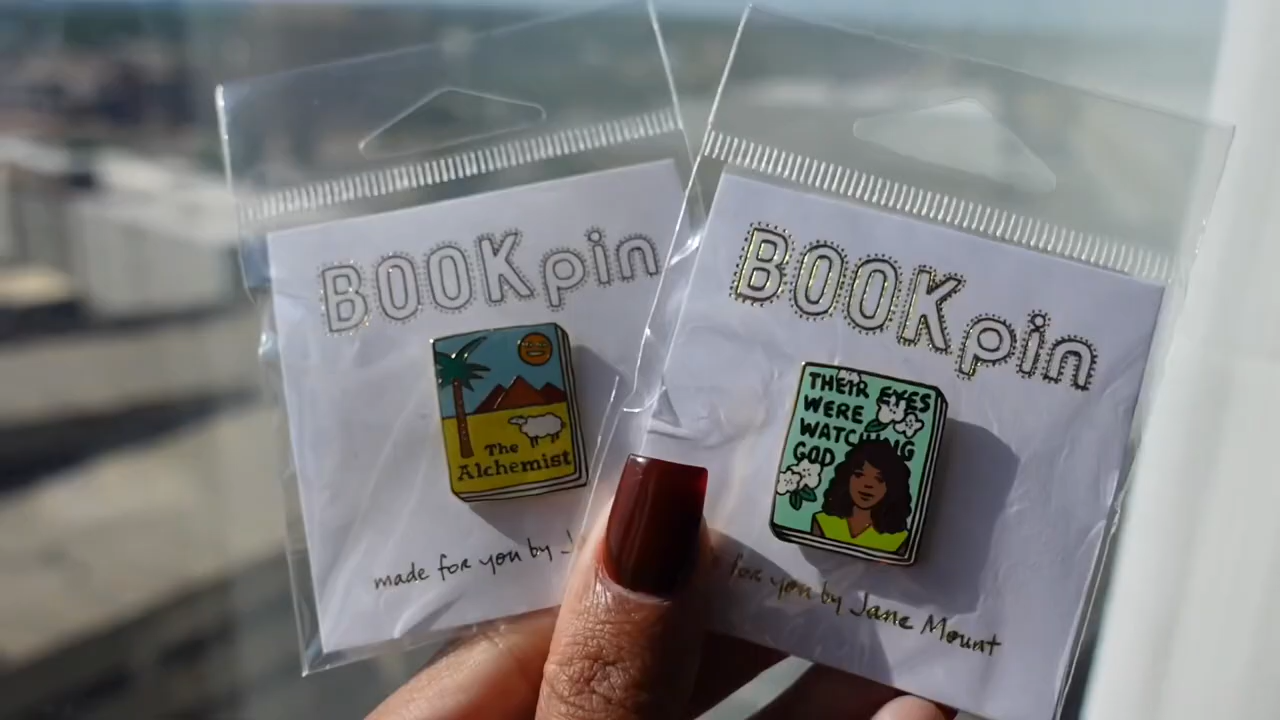 BOOKpin
The
Alchemist
made for you by J
BOOKpin
THEIR EYES
WERE
WATCHING
GOD
for you by Jane Mount